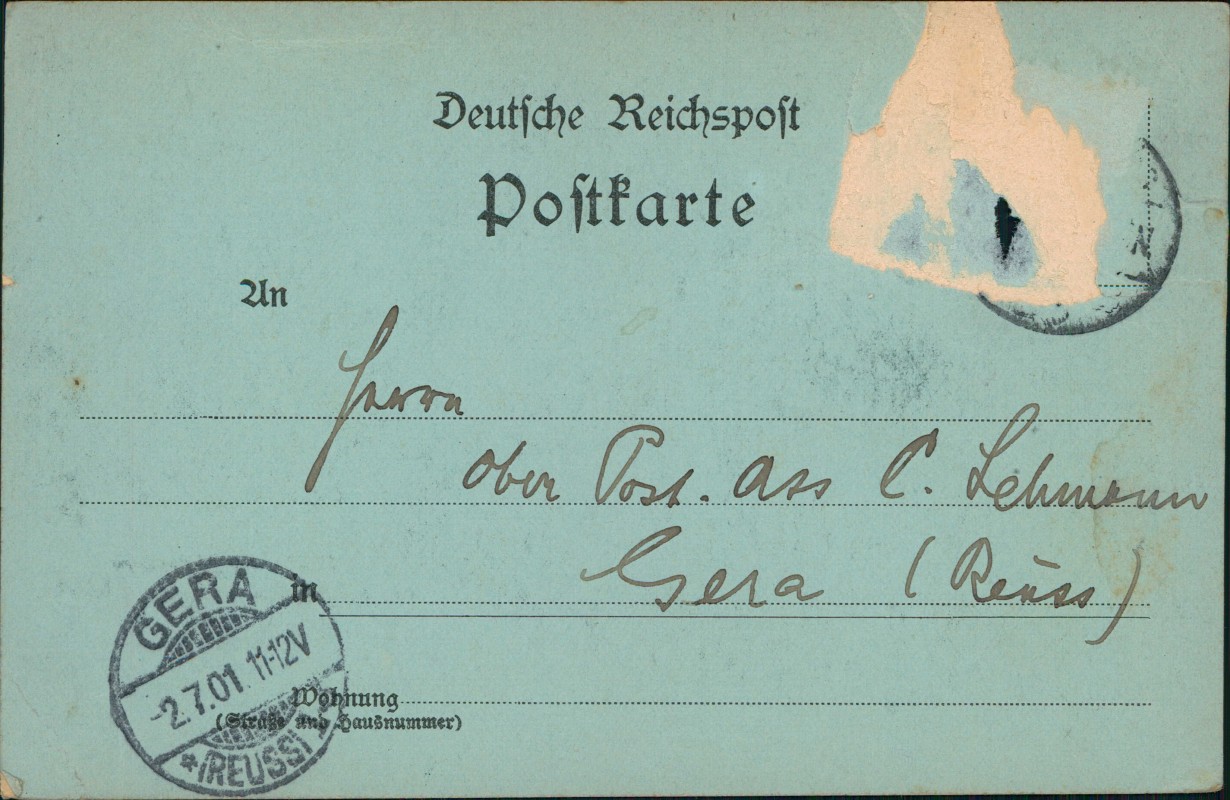 Deutsche Reichspost
Postkarte
An
Herrn
Ober Post. Ass C. Lehmann
in Gera (Reuss)
Wohnung
(Straße und Hausnummer)
GERA
-2.7.01 11-12V
*(REUSS)